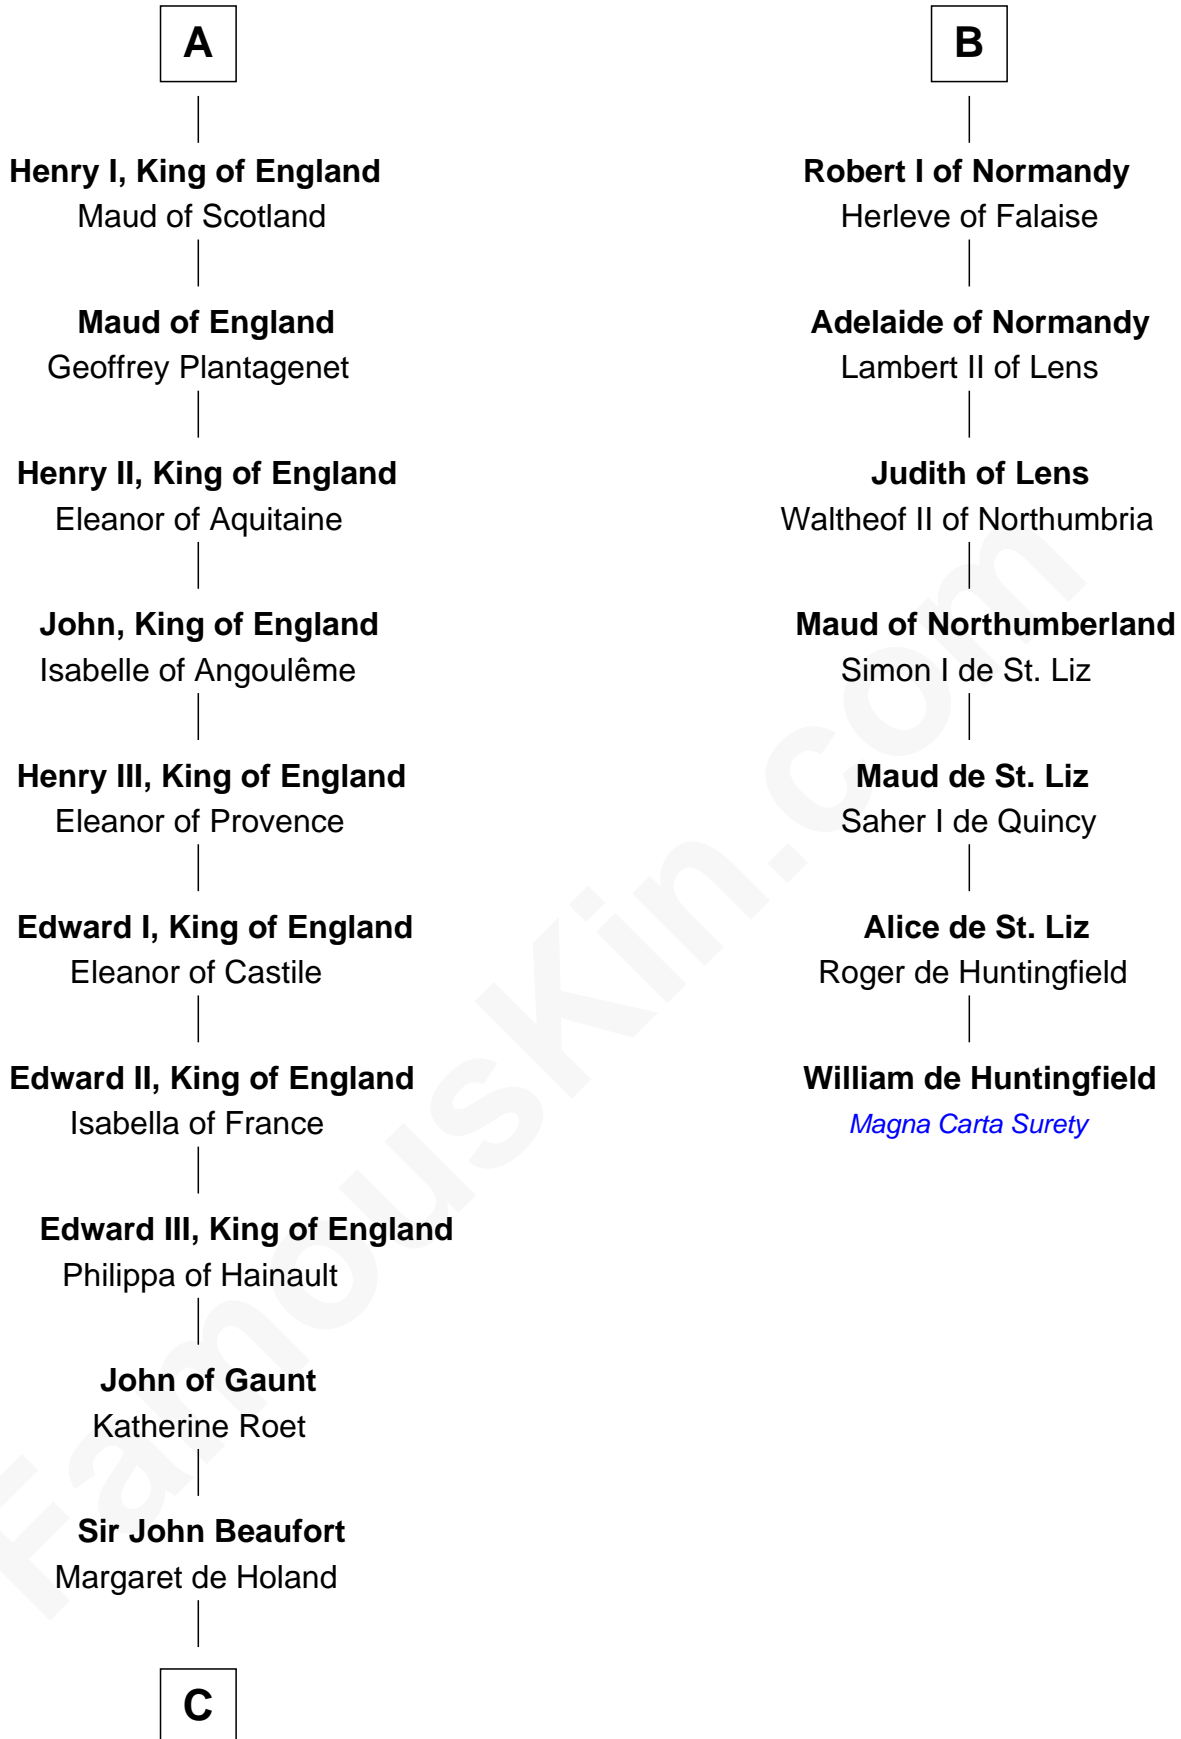 A
Henry I, King of England
Maud of Scotland
Maud of England
Geoffrey Plantagenet
Henry II, King of England
Eleanor of Aquitaine
John, King of England
Isabelle of Angoulême
Henry III, King of England
Eleanor of Provence
Edward I, King of England
Eleanor of Castile
Edward II, King of England
Isabella of France
Edward III, King of England
Philippa of Hainault
John of Gaunt
Katherine Roet
Sir John Beaufort
Margaret de Holand
C
B
Robert I of Normandy
Herleve of Falaise
Adelaide of Normandy
Lambert II of Lens
Judith of Lens
Waltheof II of Northumbria
Maud of Northumberland
Simon I de St. Liz
Maud de St. Liz
Saher I de Quincy
Alice de St. Liz
Roger de Huntingfield
William de Huntingfield
Magna Carta Surety
FamousKin.com